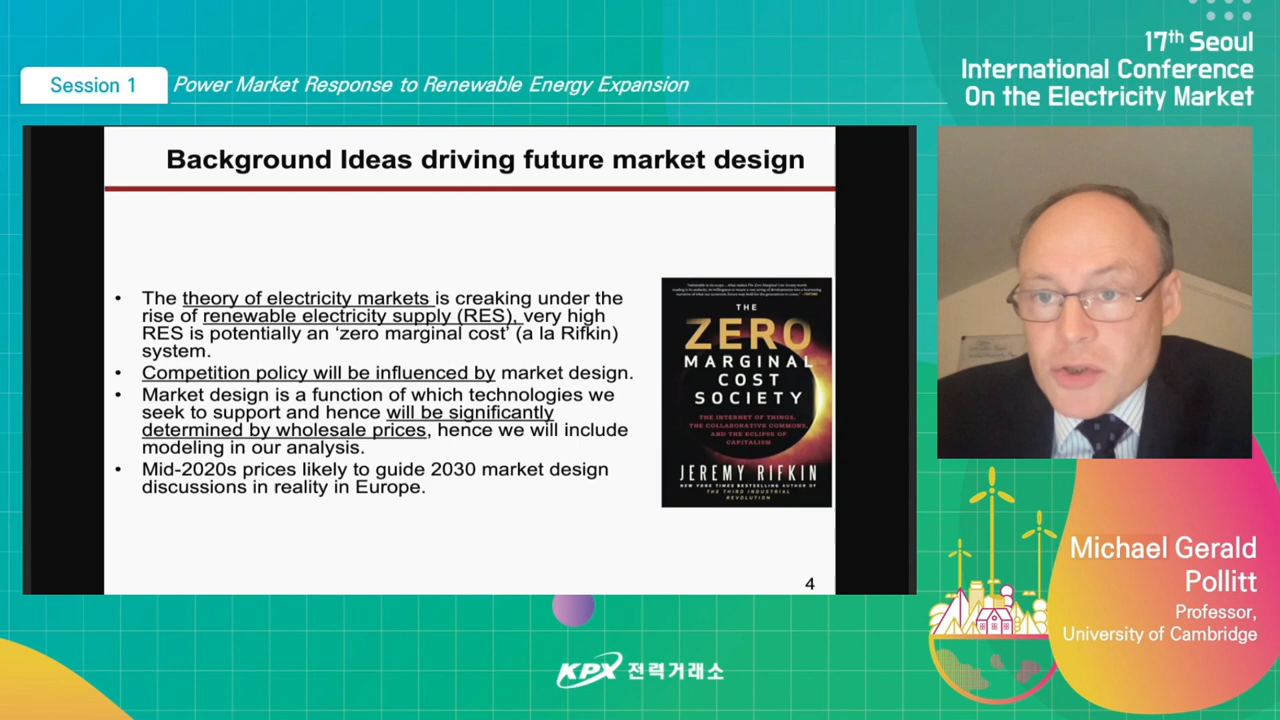 17th Seoul
International Conference
On the Electricity Market
Session 1
Power Market Response to Renewable Energy Expansion
Background Ideas driving future market design
• The theory of electricity markets is creaking under the
rise of renewable electricity supply (RES), very high
RES is potentially an ‘zero marginal cost’ (a la Rifkin)
system.
• Competition policy will be influenced by market design.
• Market design is a function of which technologies we
seek to support and hence will be significantly
determined by wholesale prices, hence we will include
modeling in our analysis.
• Mid-2020s prices likely to guide 2030 market design
discussions in reality in Europe.
THE
ZERO
MARGINAL
COST
SOCIETY
THE INTERNET OF THINGS,
THE COLLABORATIVE COMMONS,
AND THE ECLIPSE OF
CAPITALISM
JEREMY RIFKIN
NEW YORK TIMES BESTSELLING AUTHOR OF
THE THIRD INDUSTRIAL
REVOLUTION
4
Michael Gerald
Pollitt
Professor,
University of Cambridge
KPX 전력거래소